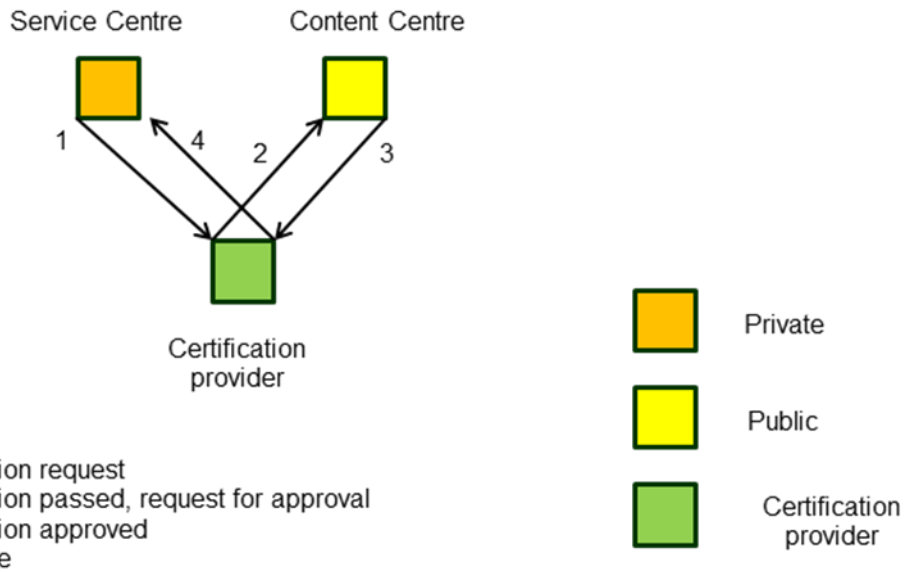 Service Centre
Content Centre
1
4
2
3
Certification
provider
Private
Public
Certification
provider
ion request
ion passed, request for approval
ion approved
e